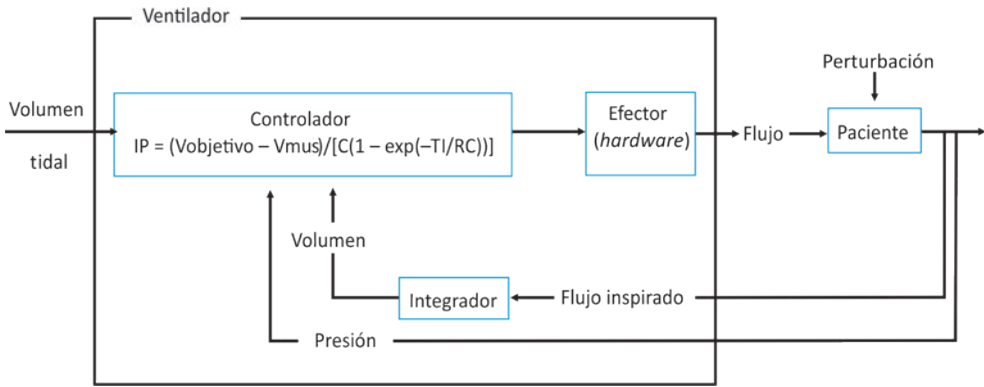 Ventilador
Volumen
tidal
Controlador
IP = (Vobjetivo – Vmus)/[C(1 – exp(–TI/RC))]
Efector
(hardware)
Flujo
Perturbación
Paciente
Volumen
Integrador
Flujo inspirado
Presión